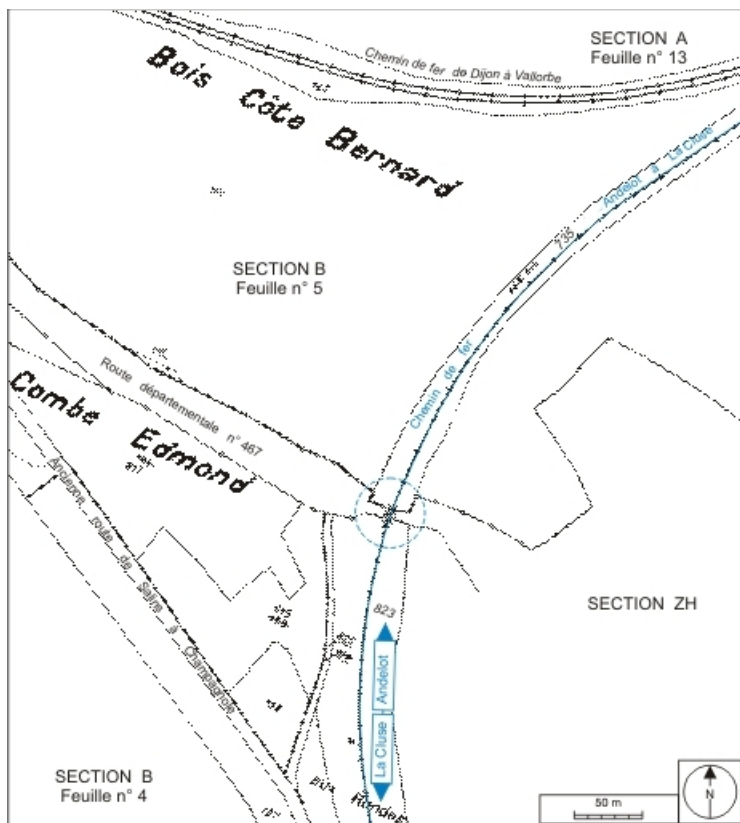 SECTION A
Feuille n° 13
Chemin de fer de Dijon à Vallorbe
Bois Côte Bernard
Andelot à La Cluse
735
SECTION B
Feuille n° 5
Chemin de fer
Route départementale n° 467
Combe Edmond
Ancienne route de Salins à Champagnole
823
SECTION ZH
Andelot
La Cluse
SECTION B
Feuille n° 4
50 m
N